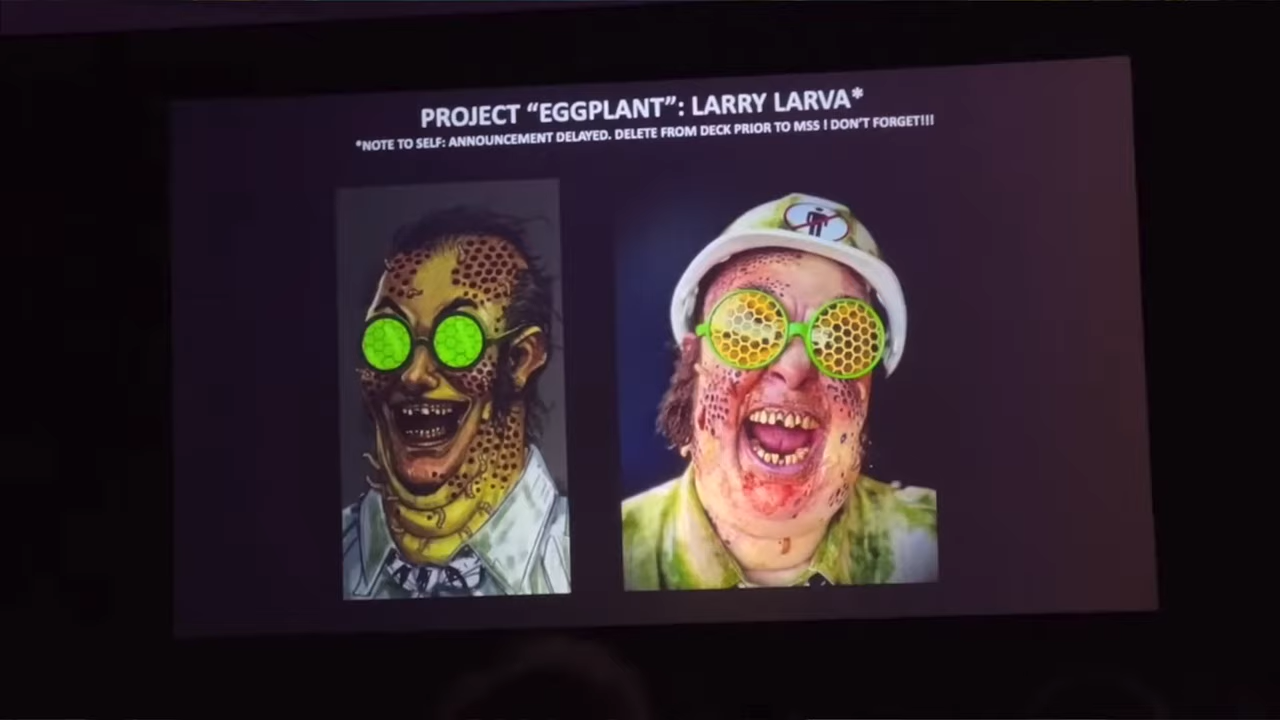 PROJECT “EGGPLANT”: LARRY LARVA*
*NOTE TO SELF: ANNOUNCEMENT DELAYED. DELETE FROM DECK PRIOR TO MSS ! DON’T FORGET!!!